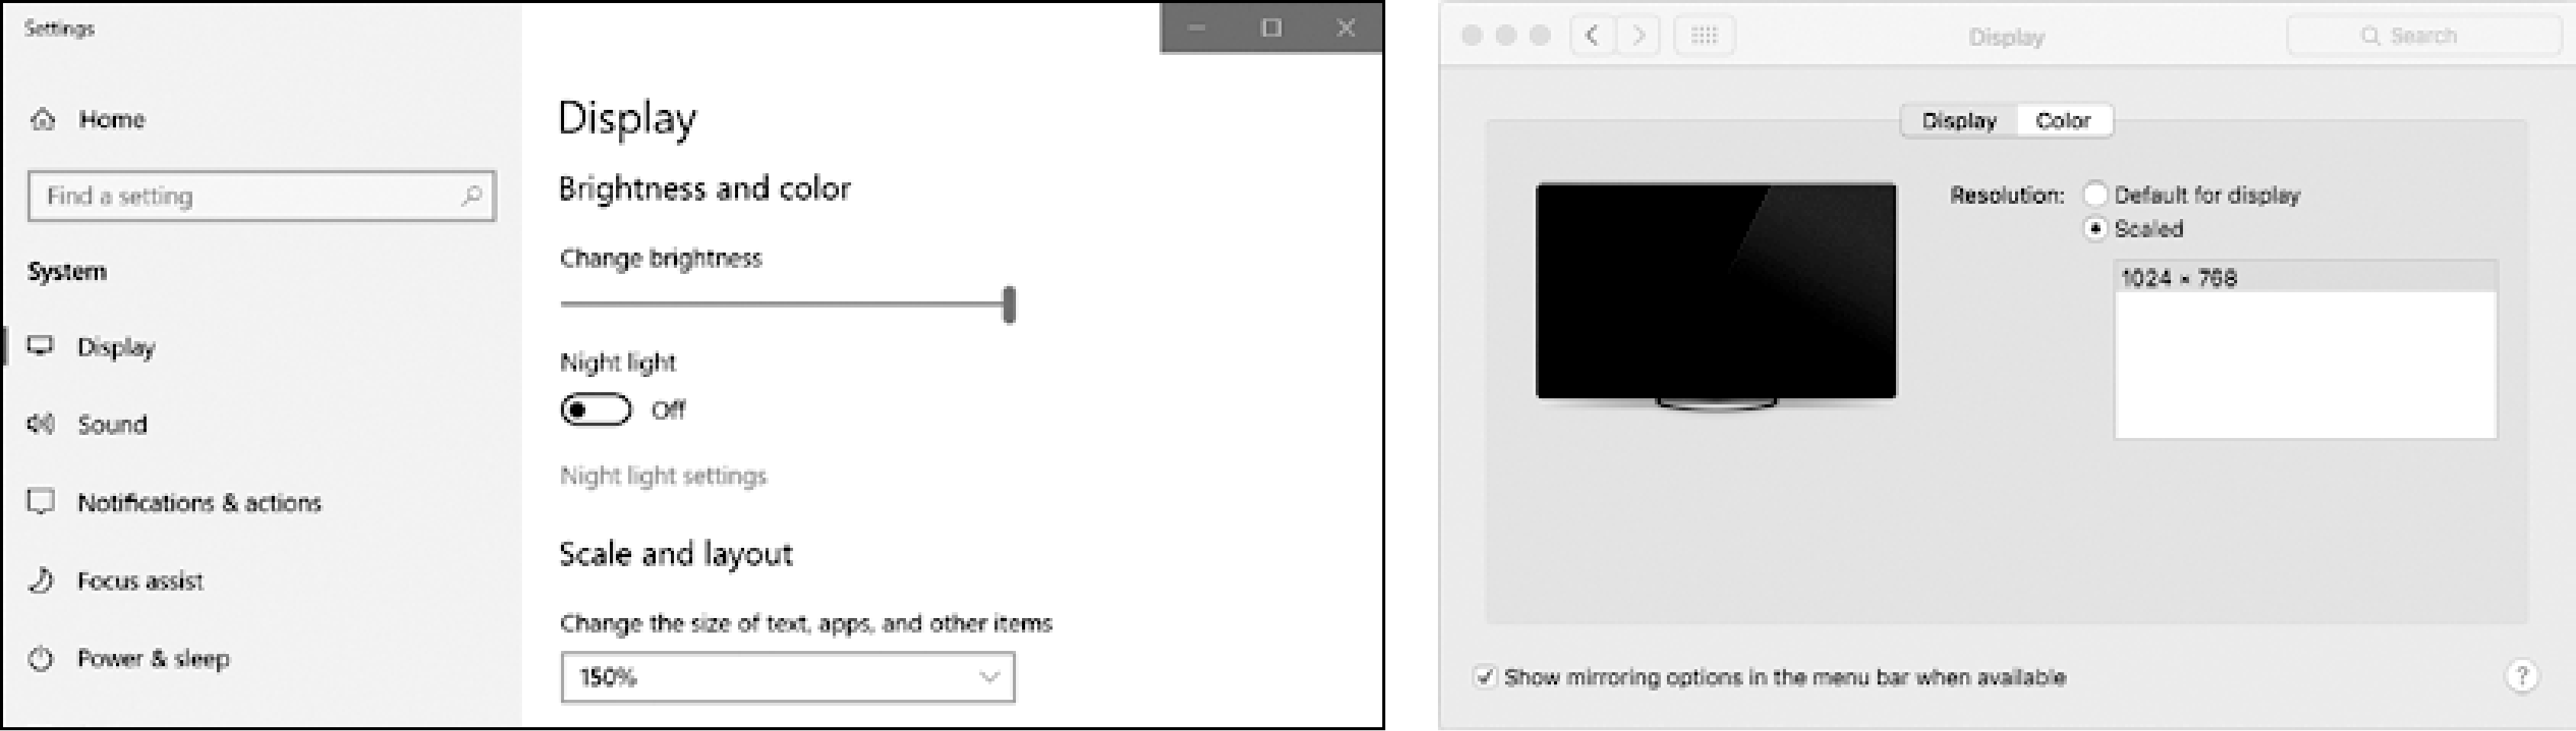 Settings
Home
Find a setting
System
Display
Sound
Notifications & actions
Focus assist
Power & sleep
Display
Brightness and color
Change brightness
Night light
Off
Night light settings
Scale and layout
Change the size of text, apps, and other items
150%
Display
Search
Display Color
Resolution: Default for display
Scaled
1024 × 768
Show mirroring options in the menu bar when available
?